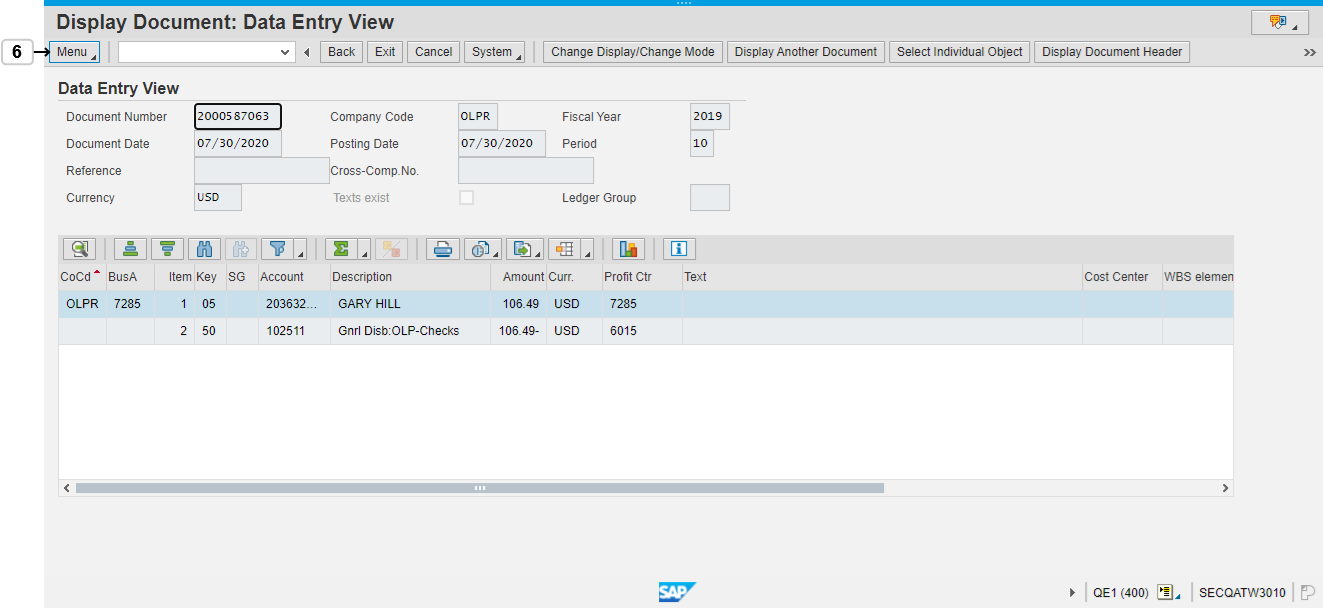 Display Document: Data Entry View
6
Menu Back Exit Cancel System Change Display/Change Mode Display Another Document Select Individual Object Display Document Header
Data Entry View
Document Number 2000587063 Company Code OLPR Fiscal Year 2019
Document Date 07/30/2020 Posting Date 07/30/2020 Period 10
Reference Cross-Comp.No.
Currency USD Texts exist Ledger Group
CoCd BusA Item Key SG Account Description Amount Curr. Profit Ctr Text Cost Center WBS elemen
OLPR 7285 1 05 203632... GARY HILL 106.49 USD 7285
2 50 102511 Gnrl Disb:OLP-Checks 106.49- USD 6015
SAP QE1 (400) SECQATW3010